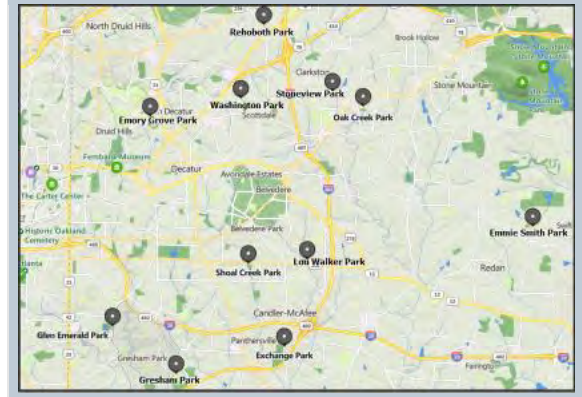 North Druid Hills
Rehoboth Park
Brook Hollow
Clarkston
Stone Mountain
Stoneview Park
Washington Park
Scottsdale
Oak Creek Park
Decatur
Emory Grove Park
Druid Hills
Fernbank Museum
Decatur
Avondale Estates
Belvedere
The Carter Center
Historic Oakland
Cemetery
Belvedere Park
Emmie Smith Park
Lou Walker Park
Shoal Creek Park
Redan
Candler-McAfee
Glen Emerald Park
Panthersville
Exchange Park
Gresham Park
Gresham Park